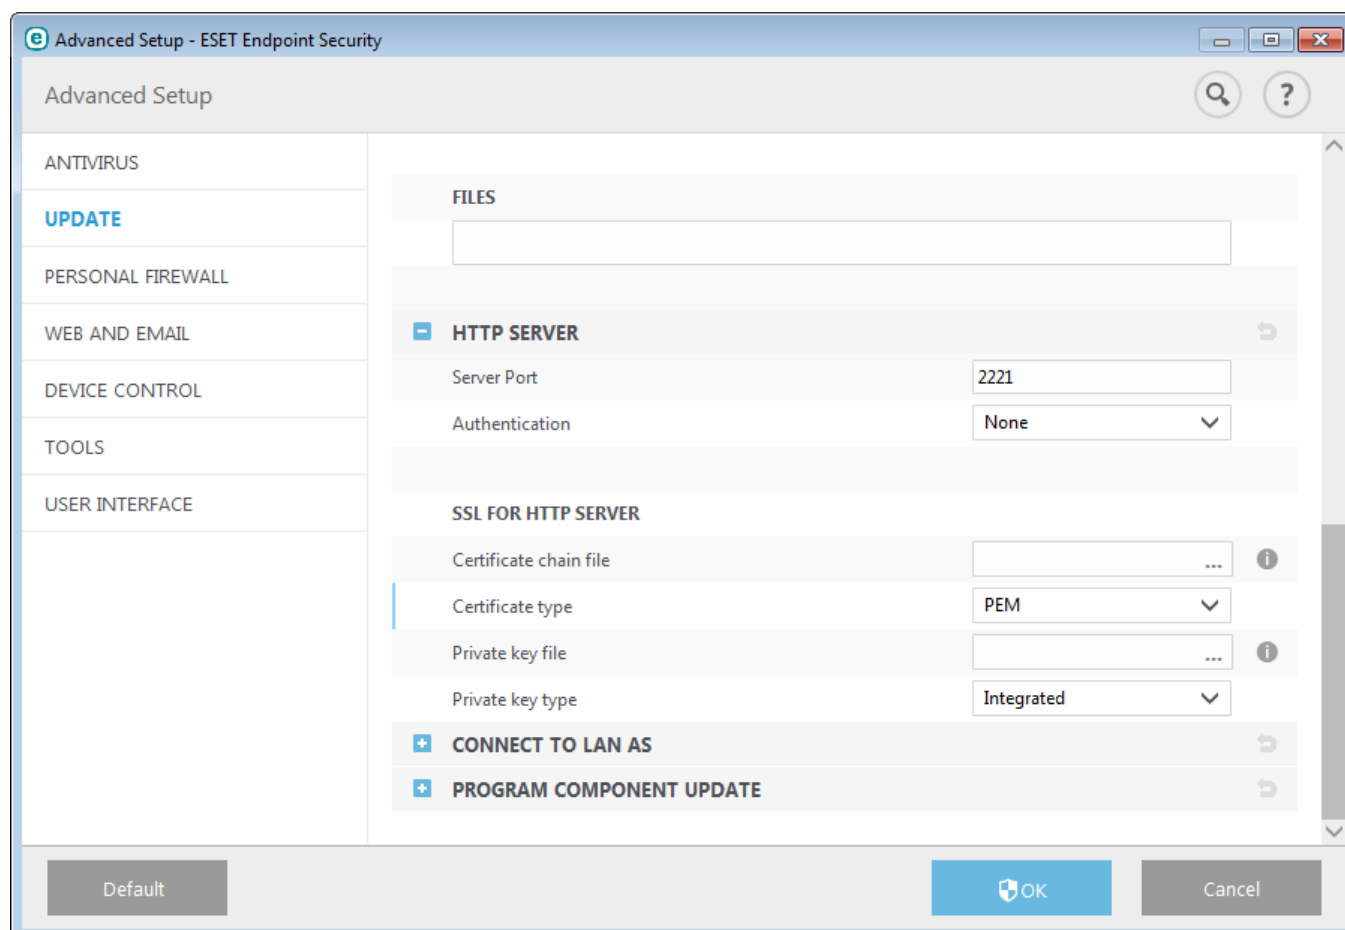 e Advanced Setup - ESET Endpoint Security
Advanced Setup
?
ANTIVIRUS
UPDATE
PERSONAL FIREWALL
WEB AND EMAIL
DEVICE CONTROL
TOOLS
USER INTERFACE
FILES
HTTP SERVER
Server Port 2221
Authentication None
SSL FOR HTTP SERVER
Certificate chain file ... i
Certificate type PEM
Private key file ... i
Private key type Integrated
CONNECT TO LAN AS
PROGRAM COMPONENT UPDATE
Default OK Cancel